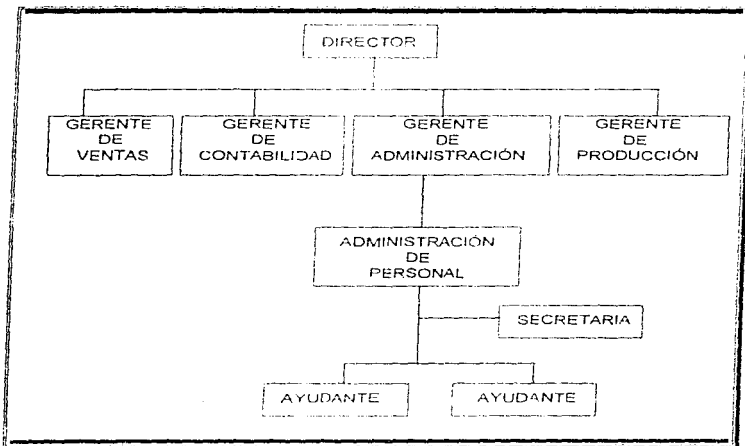 DIRECTOR
GERENTE
DE
VENTAS
GERENTE
DE
CONTABILIDAD
GERENTE
DE
ADMINISTRACIÓN
GERENTE
DE
PRODUCCIÓN
ADMINISTRACIÓN
DE
PERSONAL
SECRETARIA
AYUDANTE
AYUDANTE